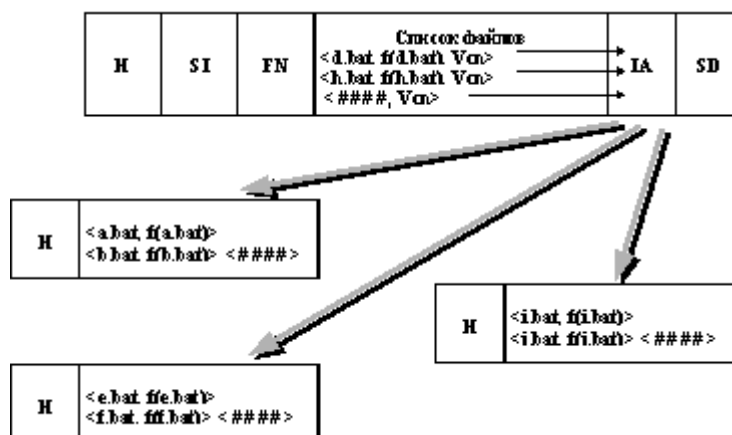 Список файлов
H SI FN <d.bat, f(d.bat), Vcn> IA SD
<h.bat, f(h.bat), Vcn>
<####, Vcn>
H <a.bat, f(a.bat)>
<b.bat, f(b.bat)> <####>
H <i.bat, f(i.bat)>
<i.bat, f(i.bat)> <####>
H <e.bat, f(e.bat)>
<f.bat, f(f.bat)> <####>